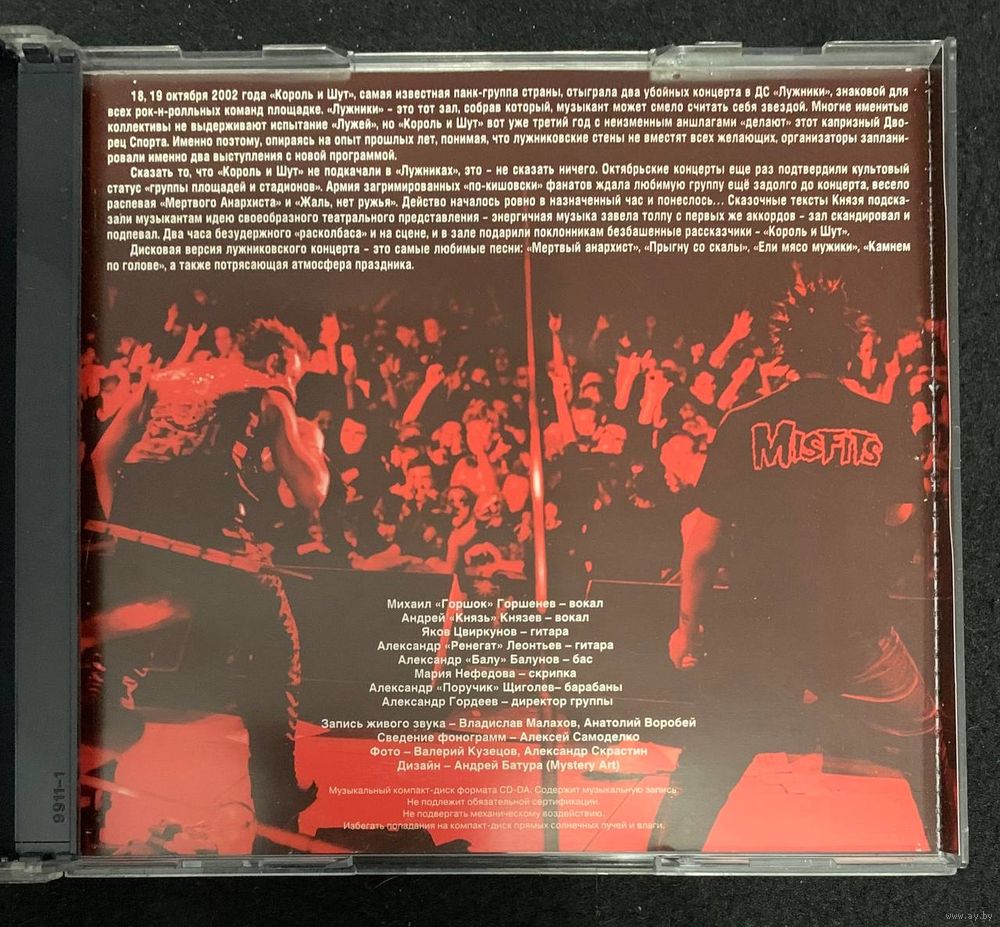 18, 19 октября 2002 года «Король и Шут», самая известная панк-группа страны, отыграла два убойных концерта в ДС «Лужники», знаковой для
всех рок-н-ролльных команд площадке. «Лужники» - это тот зал, собрав который, музыкант может смело считать себя звездой. Многие именитые
коллективы не выдерживают испытание «Лужей», но «Король и Шут» вот уже третий год с неизменным аншлагами «делают» этот капризный Дво-
рец Спорта. Именно поэтому, опираясь на опыт прошлых лет, понимая, что лужниковские стены не вместят всех желающих, организаторы заплани-
ровали именно два выступления с новой программой.
Сказать то, что «Король и Шут» не подкачали в «Лужниках», это - не сказать ничего. Октябрьские концерты еще раз подтвердили культовый
статус «группы площадей и стадионов». Армия загримированных «по-кишовски» фанатов ждала любимую группу ещё задолго до концерта, весело
распевая «Мертвого Анархиста» и «Жаль, нет ружья». Действо началось ровно в назначенный час и понеслось... Сказочные тексты Князя подска-
зали музыкантам идею своеобразного театрального представления - энергичная музыка завела толпу с первых же аккордов - зал скандировал и
подпевал. Два часа безудержного «расколбаса» и на сцене, и в зале подарили поклонникам безбашенные рассказчики - «Король и Шут».
Дисковая версия лужниковского концерта - это самые любимые песни: «Мертвый анархист», «Прыгну со скалы», «Ели мясо мужики», «Камнем
по голове», а также потрясающая атмосфера праздника.
MISFITS
Михаил «Горшок» Горшенев – вокал
Андрей «Князь» Князев – вокал
Яков Цвиркунов – гитара
Александр «Ренегат» Леонтьев – гитара
Александр «Балу» Балунов – бас
Мария Нефедова – скрипка
Александр «Поручик» Щиголев– барабаны
Александр Гордеев – директор группы
Запись живого звука – Владислав Малахов, Анатолий Воробей
Сведение фонограмм – Алексей Самоделко
Фото – Валерий Кузецов, Александр Скрастин
Дизайн – Андрей Батура (Mystery Art)
Музыкальный компакт-диск формата CD-DA. Содержит музыкальную запись.
Не подлежит обязательной сертификации.
Не подвергать механическому воздействию.
Избегать попадания на компакт-диск прямых солнечных лучей и влаги.
9911-1
www.ay.by